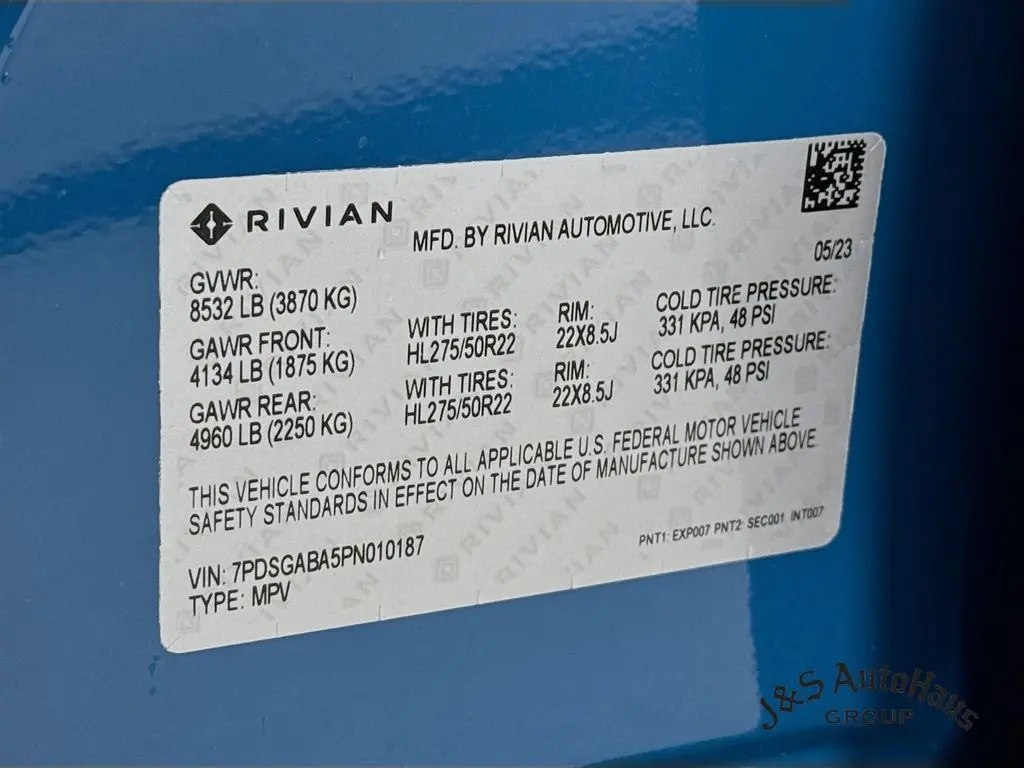 RIVIAN
MFD. BY RIVIAN AUTOMOTIVE, LLC.
05/23
GVWR:
8532 LB (3870 KG)
GAWR FRONT:
4134 LB (1875 KG)
WITH TIRES:
HL275/50R22
RIM:
22X8.5J
COLD TIRE PRESSURE:
331 KPA, 48 PSI
GAWR REAR:
4960 LB (2250 KG)
WITH TIRES:
HL275/50R22
RIM:
22X8.5J
COLD TIRE PRESSURE:
331 KPA, 48 PSI
THIS VEHICLE CONFORMS TO ALL APPLICABLE U.S. FEDERAL MOTOR VEHICLE
SAFETY STANDARDS IN EFFECT ON THE DATE OF MANUFACTURE SHOWN ABOVE.
PNT1: EXP007 PNT2: SEC001 INT007
VIN: 7PDSGABA5PN010187
TYPE: MPV
J&S AutoHaus
GROUP